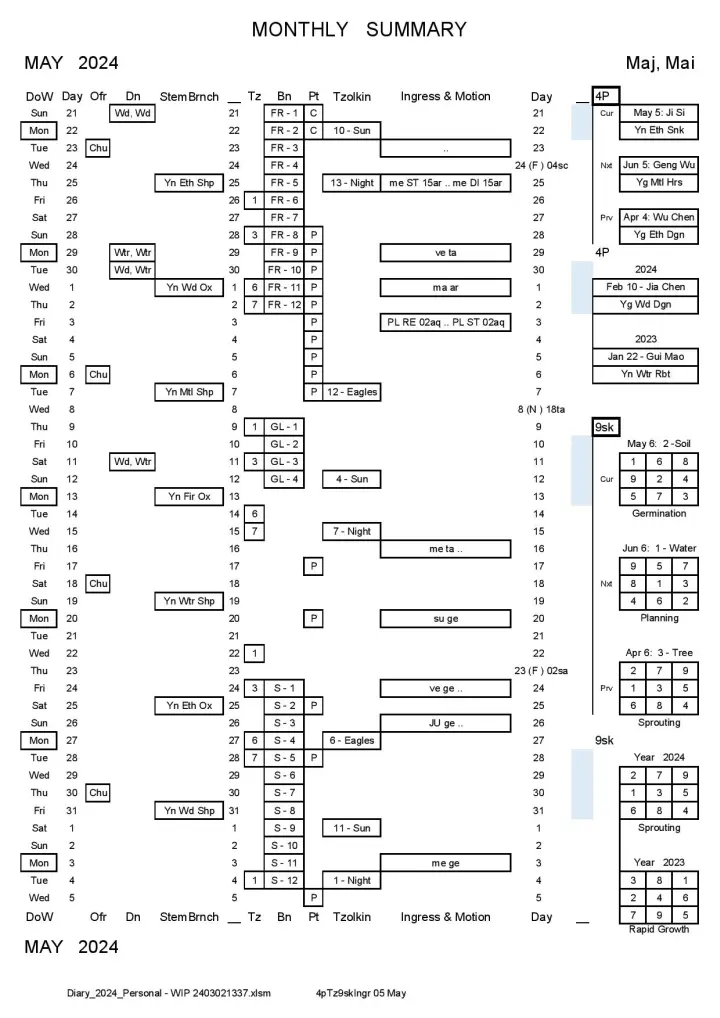 MONTHLY SUMMARY
MAY 2024 Maj, Mai
DoW Day Ofr Dn Stem Brnch __ Tz Bn Pt Tzolkin Ingress & Motion Day __ 4P
Sun 21 Wd, Wd 21 FR - 1 C 21 Cur May 5: Ji Si
Mon 22 22 FR - 2 C 10 - Sun 22 Yn Eth Snk
Tue 23 Chu 23 FR - 3 .. 23
Wed 24 24 FR - 4 24 (F ) 04sc Nxt Jun 5: Geng Wu
Thu 25 Yn Eth Shp 25 FR - 5 13 - Night me ST 15ar .. me DI 15ar 25 Yg Mtl Hrs
Fri 26 26 1 FR - 6 26
Sat 27 27 FR - 7 27 Prv Apr 4: Wu Chen
Sun 28 28 3 FR - 8 P 28 Yg Eth Dgn
Mon 29 Wtr, Wtr 29 FR - 9 P ve ta 29 4P
Tue 30 Wd, Wtr 30 FR - 10 P 30 2024
Wed 1 Yn Wd Ox 1 6 FR - 11 P ma ar 1 Feb 10 - Jia Chen
Thu 2 2 7 FR - 12 P 2 Yg Wd Dgn
Fri 3 3 P PL RE 02aq .. PL ST 02aq 3
Sat 4 4 P 4 2023
Sun 5 5 P 5 Jan 22 - Gui Mao
Mon 6 Chu 6 P 6 Yn Wtr Rbt
Tue 7 Yn Mtl Shp 7 P 12 - Eagles 7
Wed 8 8 8 (N ) 18ta
Thu 9 9 1 GL - 1 9 9sk
Fri 10 10 GL - 2 10 May 6: 2 -Soil
Sat 11 Wd, Wtr 11 3 GL - 3 11 1 6 8
Sun 12 12 GL - 4 4 - Sun 12 Cur 9 2 4
Mon 13 Yn Fir Ox 13 13 5 7 3
Tue 14 14 6 14 Germination
Wed 15 15 7 7 - Night 15
Thu 16 16 me ta .. 16 Jun 6: 1 - Water
Fri 17 17 P 17 9 5 7
Sat 18 Chu 18 18 Nxt 8 1 3
Sun 19 Yn Wtr Shp 19 19 4 6 2
Mon 20 20 P su ge 20 Planning
Tue 21 21 21
Wed 22 22 1 22 Apr 6: 3 - Tree
Thu 23 23 23 (F ) 02sa 2 7 9
Fri 24 24 3 S - 1 ve ge .. 24 Prv 1 3 5
Sat 25 Yn Eth Ox 25 S - 2 P 25 6 8 4
Sun 26 26 S - 3 JU ge .. 26 Sprouting
Mon 27 27 6 S - 4 6 - Eagles 27 9sk
Tue 28 28 7 S - 5 P 28 Year 2024
Wed 29 29 S - 6 29 2 7 9
Thu 30 Chu 30 S - 7 30 1 3 5
Fri 31 Yn Wd Shp 31 S - 8 31 6 8 4
Sat 1 1 S - 9 11 - Sun 1 Sprouting
Sun 2 2 S - 10 2
Mon 3 3 S - 11 me ge 3 Year 2023
Tue 4 4 1 S - 12 1 - Night 4 3 8 1
Wed 5 5 P 5 2 4 6
DoW Ofr Dn Stem Brnch __ Tz Bn Pt Tzolkin Ingress & Motion Day __ 7 9 5
Rapid Growth
MAY 2024
Diary_2024_Personal - WIP 2403021337.xlsm 4pTz9skIngr 05 May